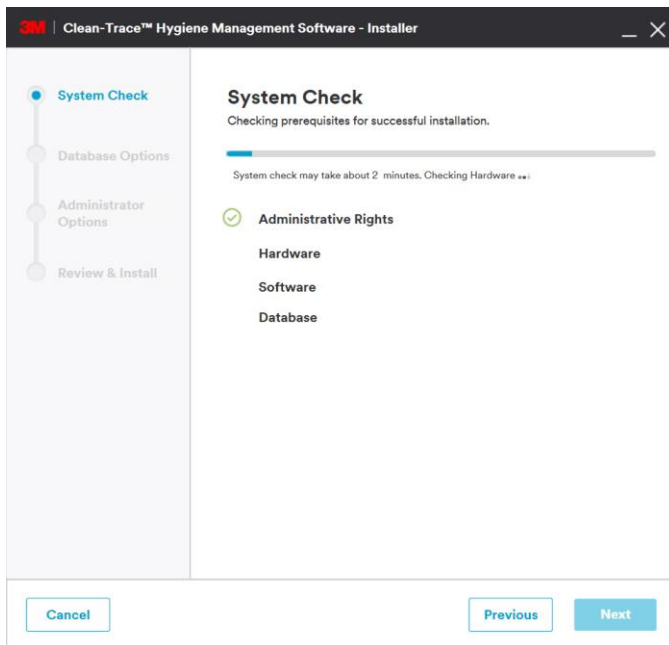 3M | Clean-Trace™ Hygiene Management Software - Installer
System Check
Database Options
Administrator
Options
Review & Install
System Check
Checking prerequisites for successful installation.
System check may take about 2 minutes. Checking Hardware
Administrative Rights
Hardware
Software
Database
Cancel
Previous
Next